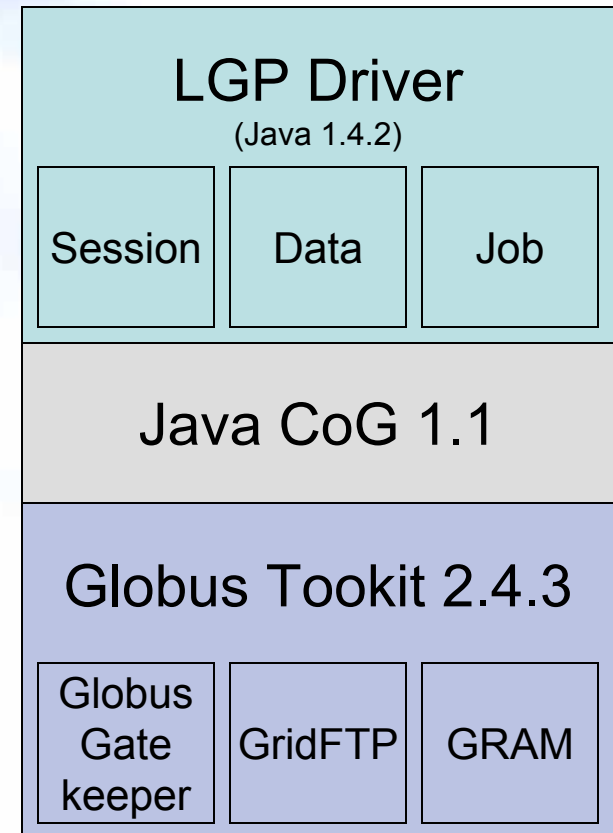 LGP Driver
(Java 1.4.2)
Session
Data
Job
Java CoG 1.1
Globus Tookit 2.4.3
Globus
Gate
keeper
GridFTP
GRAM